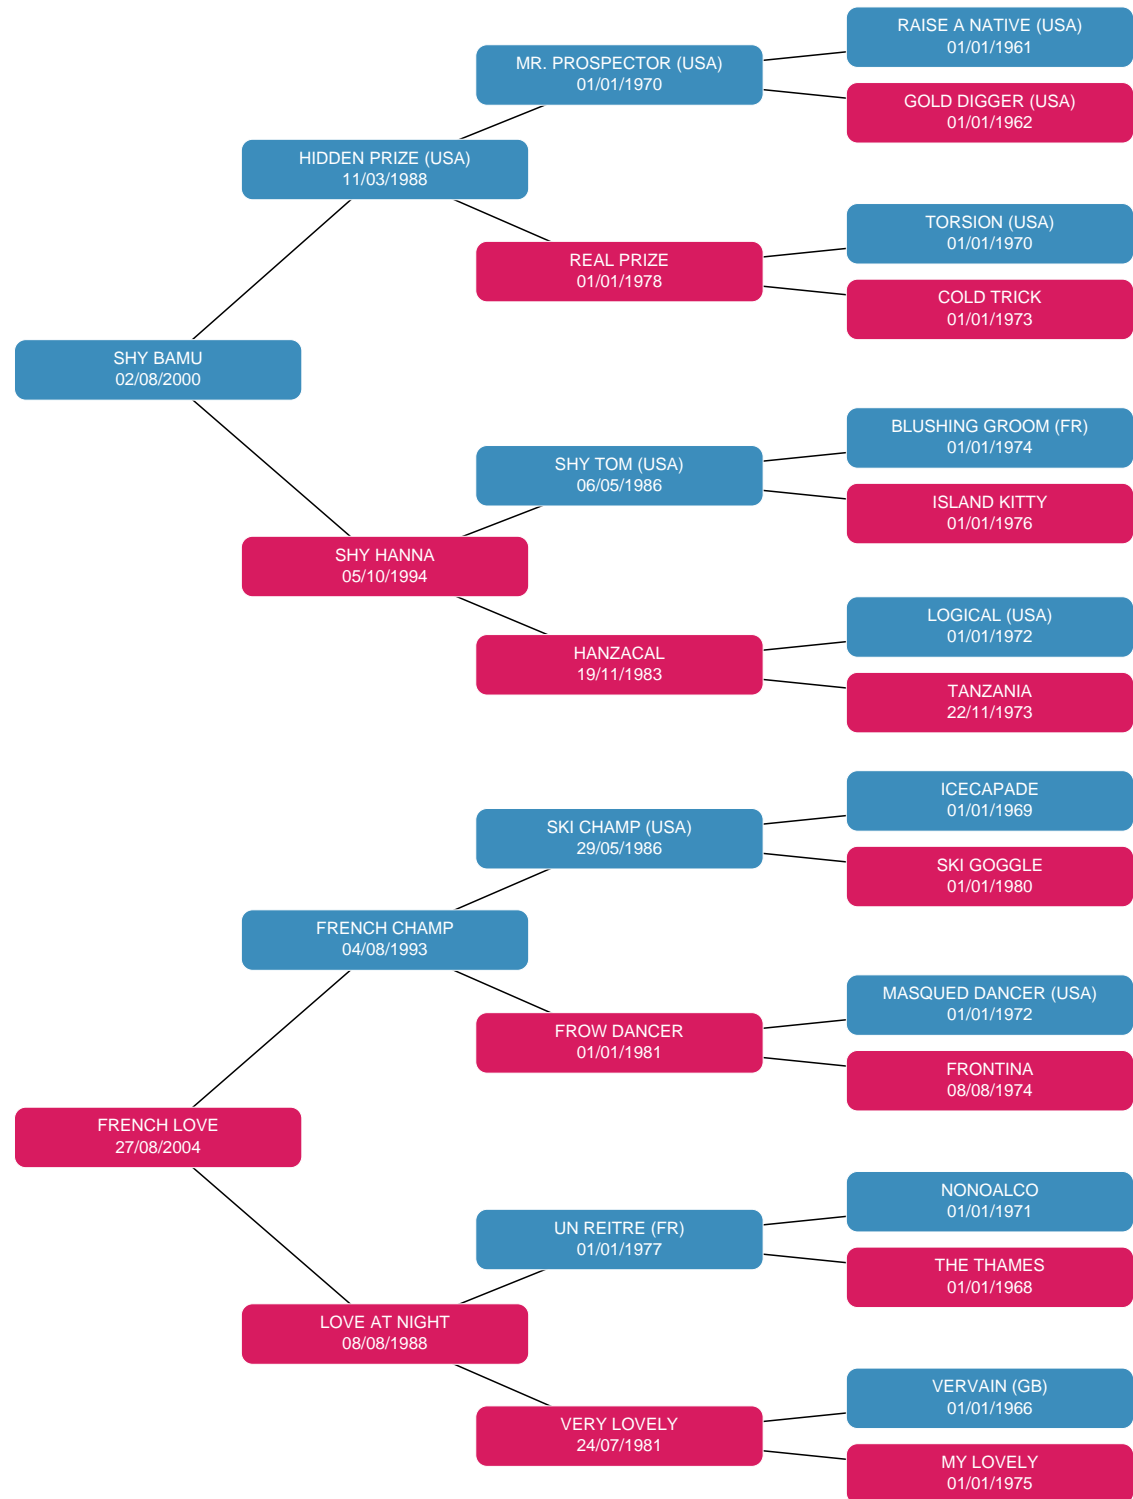 RAISE A NATIVE (USA)
01/01/1961
MR. PROSPECTOR (USA)
01/01/1970
GOLD DIGGER (USA)
01/01/1962
HIDDEN PRIZE (USA)
11/03/1988
TORSION (USA)
01/01/1970
REAL PRIZE
01/01/1978
COLD TRICK
01/01/1973
SHY BAMU
02/08/2000
BLUSHING GROOM (FR)
01/01/1974
SHY TOM (USA)
06/05/1986
ISLAND KITTY
01/01/1976
SHY HANNA
05/10/1994
LOGICAL (USA)
01/01/1972
HANZACAL
19/11/1983
TANZANIA
22/11/1973
ICECAPADE
01/01/1969
SKI CHAMP (USA)
29/05/1986
SKI GOGGLE
01/01/1980
FRENCH CHAMP
04/08/1993
MASQUED DANCER (USA)
01/01/1972
FROW DANCER
01/01/1981
FRONTINA
08/08/1974
FRENCH LOVE
27/08/2004
NONOALCO
01/01/1971
UN REITRE (FR)
01/01/1977
THE THAMES
01/01/1968
LOVE AT NIGHT
08/08/1988
VERVAIN (GB)
01/01/1966
VERY LOVELY
24/07/1981
MY LOVELY
01/01/1975